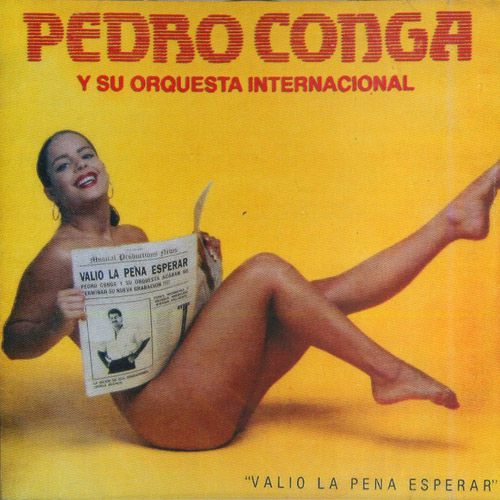 PEDRO CONGA
Y SU ORQUESTA INTERNACIONAL
Musical Productions News
VALIO LA PENA ESPERAR
PEDRO CONGA Y SU ORQUESTA ACABAN DE
TERMINAR SU NUEVA GRABACION !!!
"VALIO LA PENA ESPERAR"